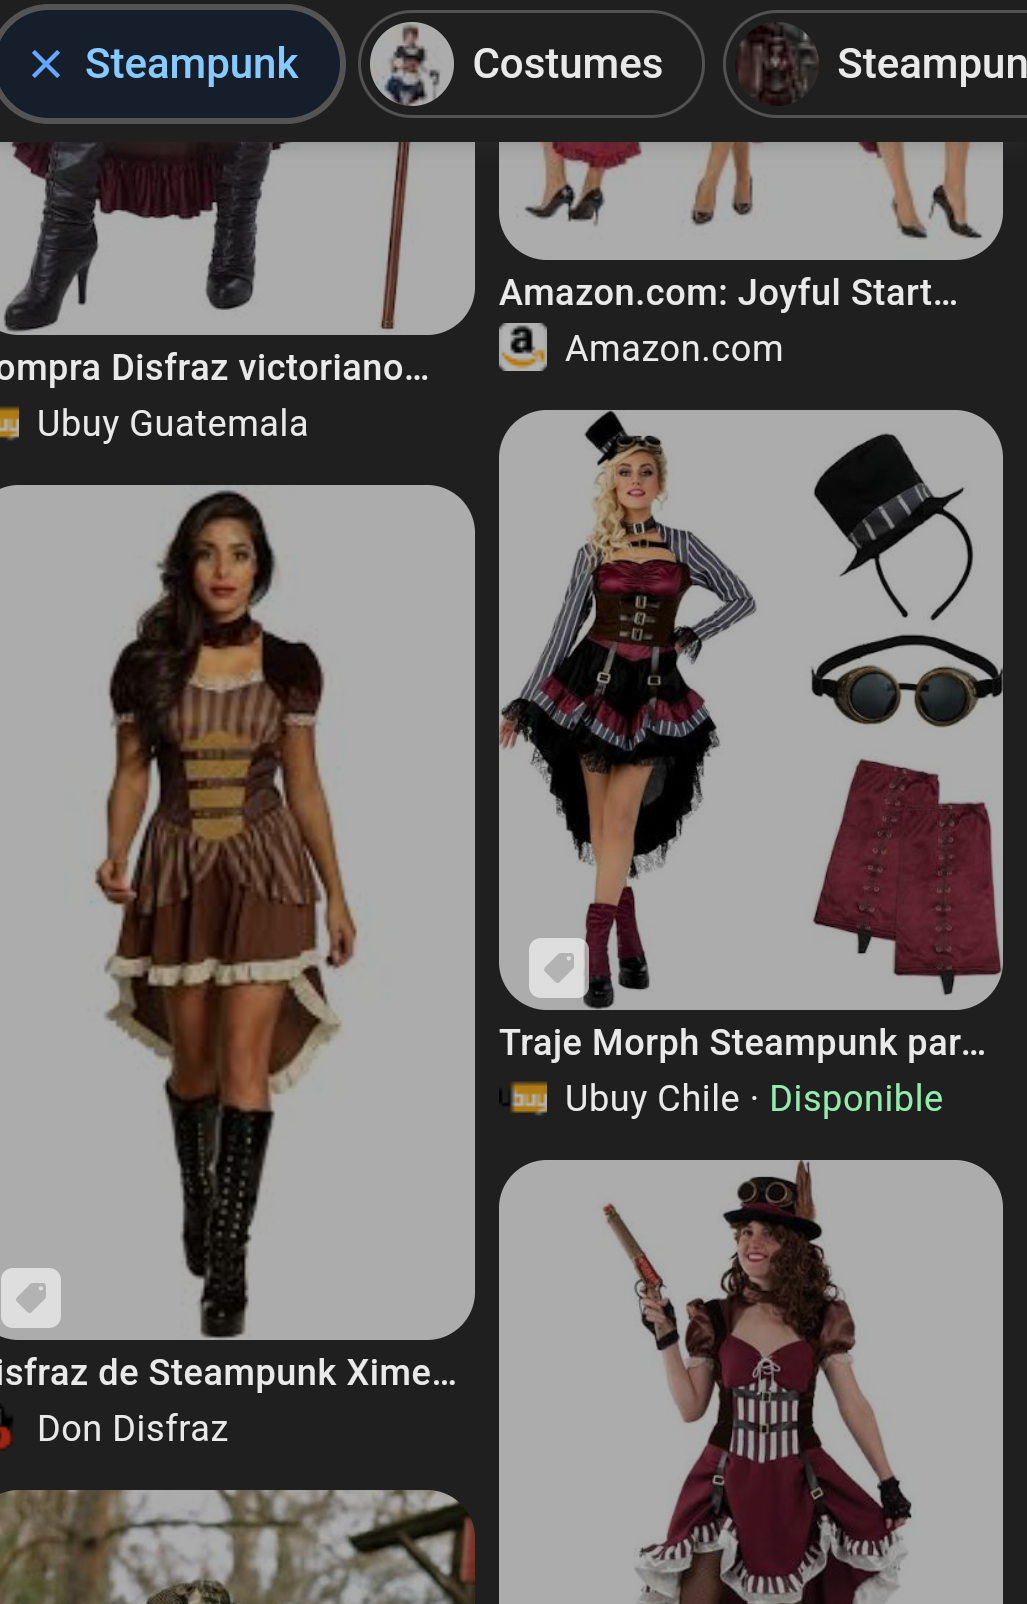 Steampunk
Costumes
Steampun
ompra Disfraz victoriano...
Ubuy Guatemala
Amazon.com: Joyful Start...
a
Amazon.com
Traje Morph Steampunk par...
Ubuy
Ubuy Chile · Disponible
isfraz de Steampunk Xime...
Don Disfraz